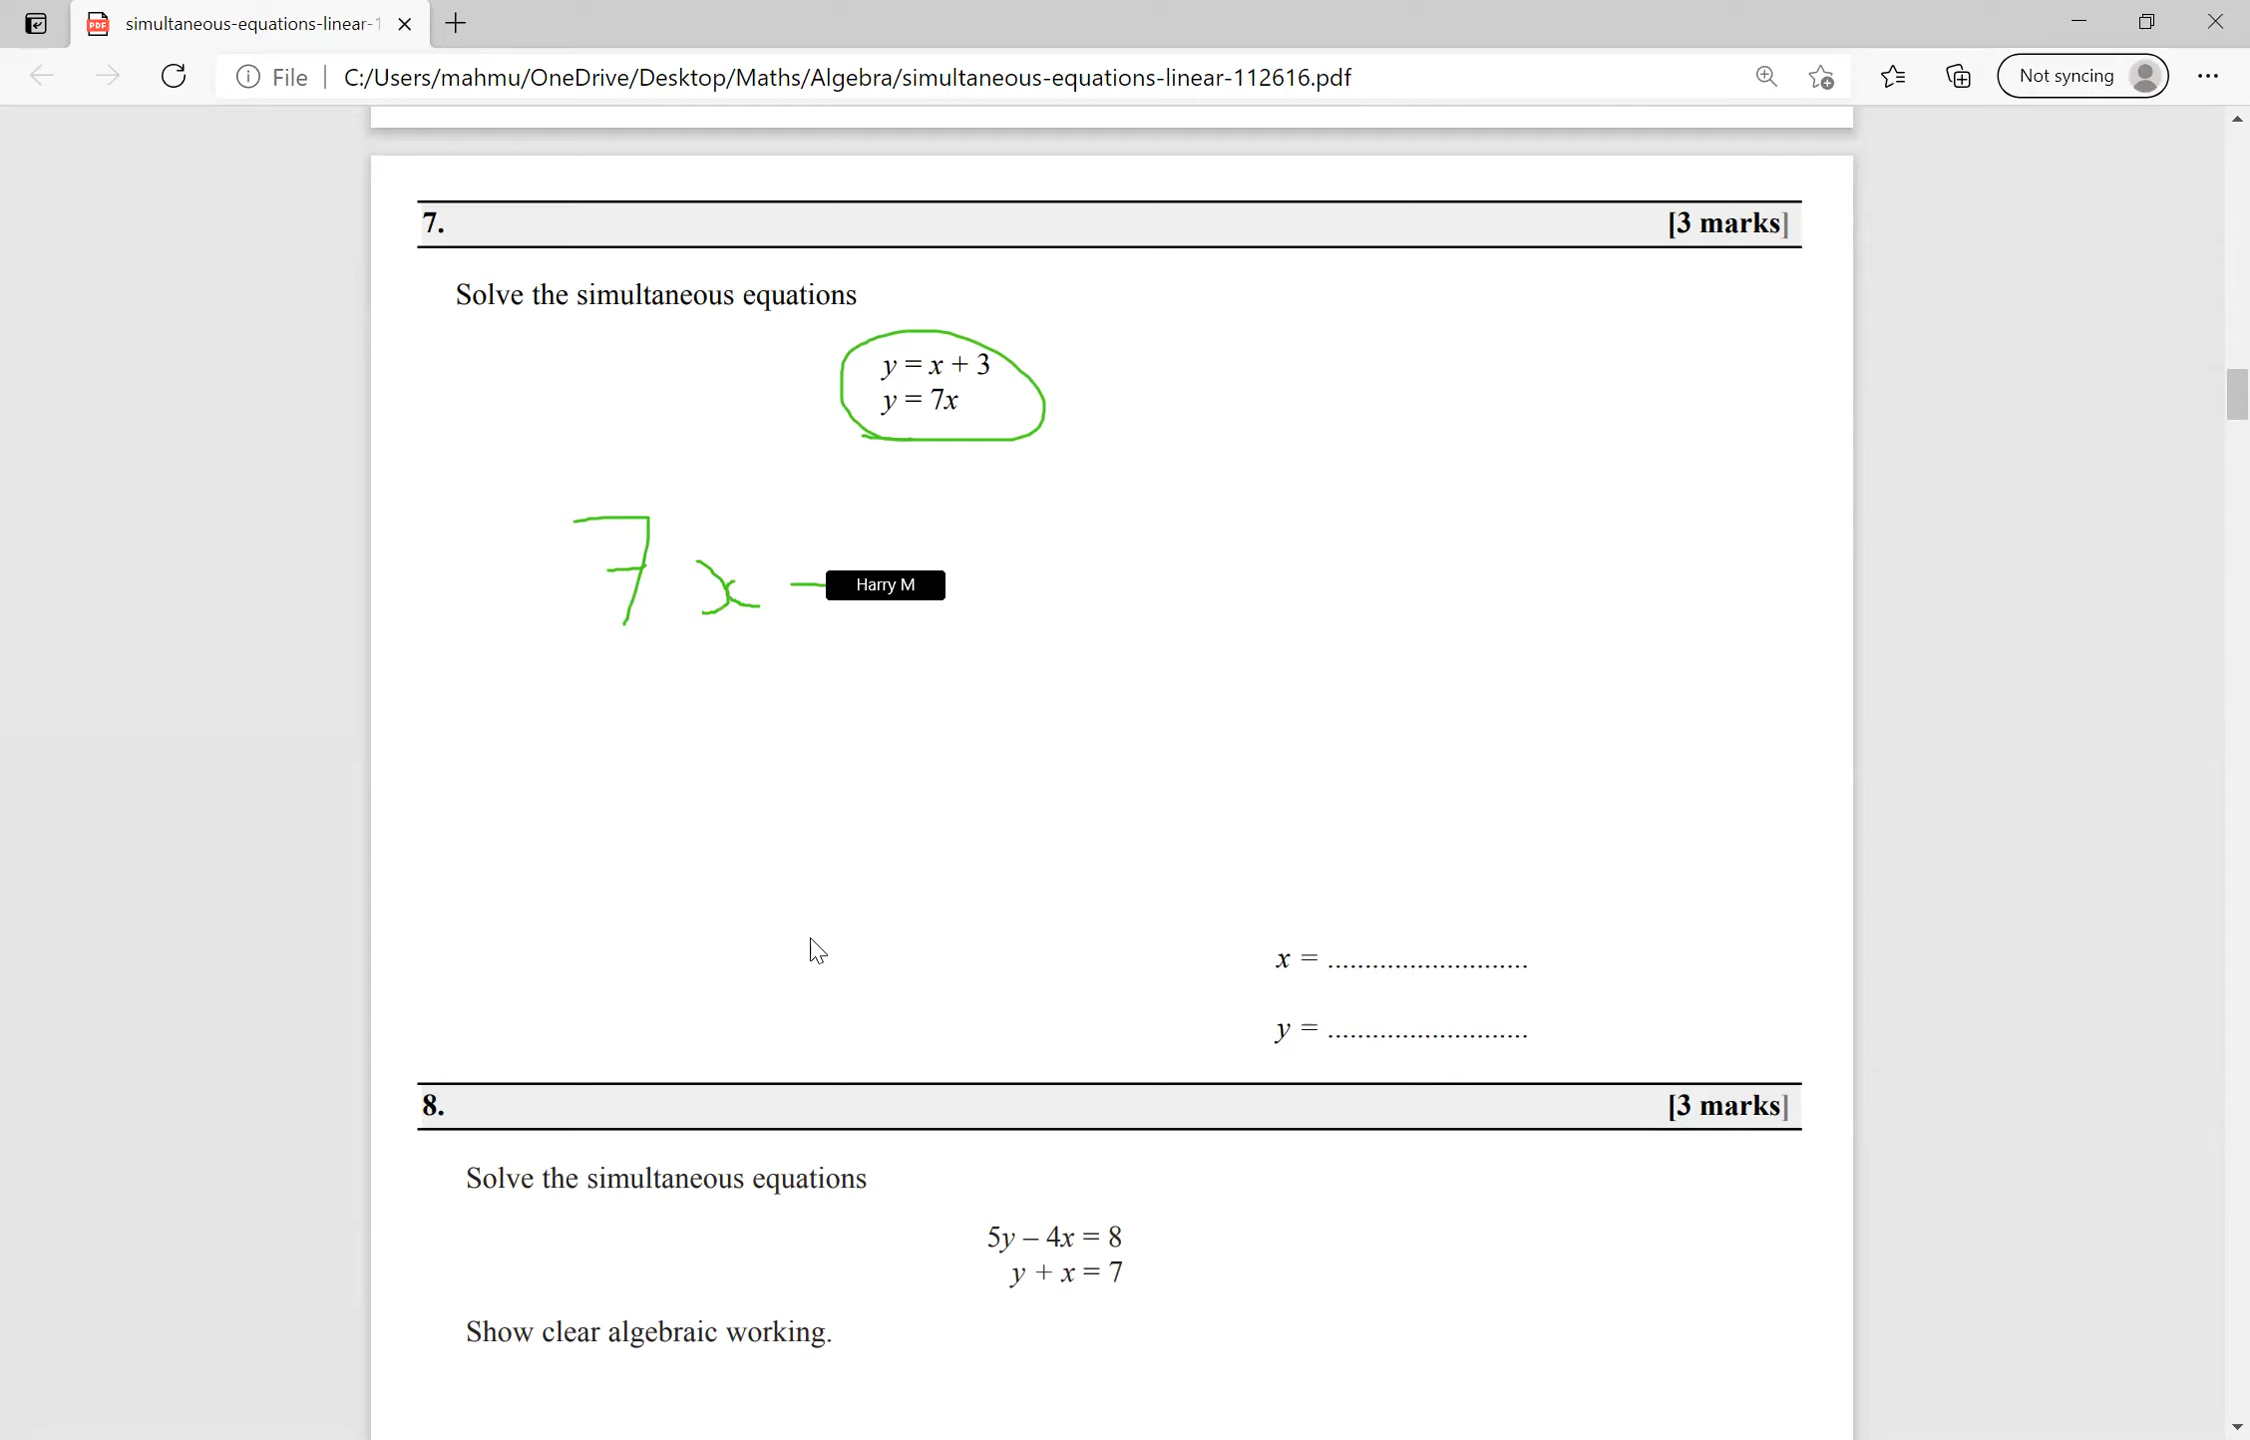 simultaneous-equations-linear-1
File | C:/Users/mahmu/OneDrive/Desktop/Maths/Algebra/simultaneous-equations-linear-112616.pdf
Not syncing
7. [3 marks]
Solve the simultaneous equations
y = x + 3
y = 7x
7x –
Harry M
x = ..........................
y = ..........................
8. [3 marks]
Solve the simultaneous equations
5y – 4x = 8
y + x = 7
Show clear algebraic working.